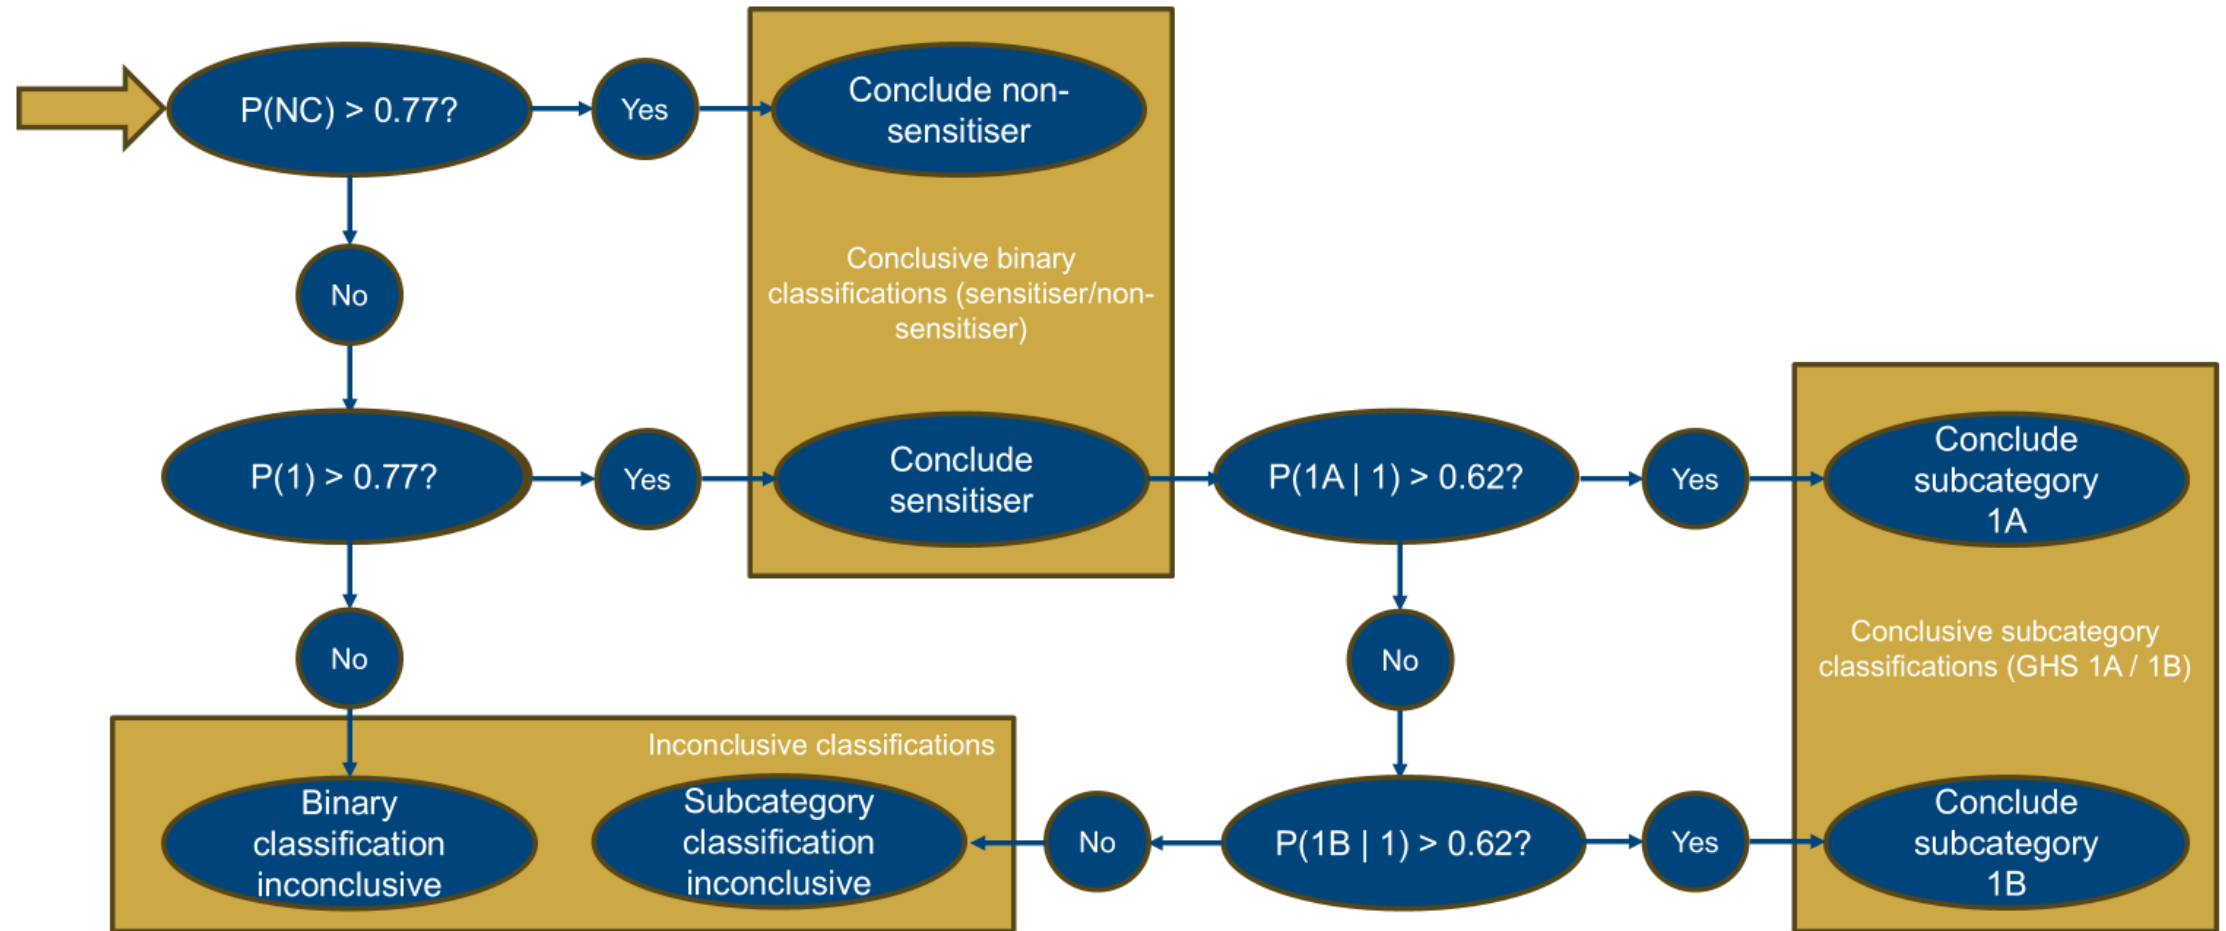 P(NC) > 0.77?
Yes
Conclude non-
sensitiser
No
Conclusive binary
classifications (sensitiser/non-
sensitiser)
P(1) > 0.77?
Yes
Conclude
sensitiser
P(1A | 1) > 0.62?
Yes
Conclude
subcategory
1A
No
No
Conclusive subcategory
classifications (GHS 1A / 1B)
Inconclusive classifications
Binary
classification
inconclusive
Subcategory
classification
inconclusive
No
P(1B | 1) > 0.62?
Yes
Conclude
subcategory
1B